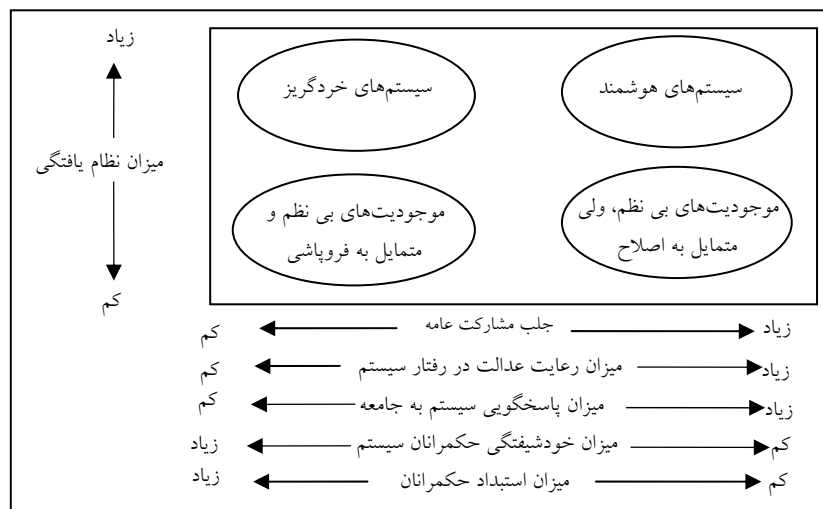 زیاد
میزان نظام یافتگی
کم
سیستم‌های هوشمند
سیستم‌های خردگریز
موجودیت‌های بی نظم، ولی
متمایل به اصلاح
موجودیت‌های بی نظم و
متمایل به فروپاشی
زیاد جلب مشارکت عامه کم
زیاد میزان رعایت عدالت در رفتار سیستم کم
زیاد میزان پاسخگویی سیستم به جامعه کم
کم میزان خودشیفتگی حکمرانان سیستم زیاد
کم میزان استبداد حکمرانان زیاد